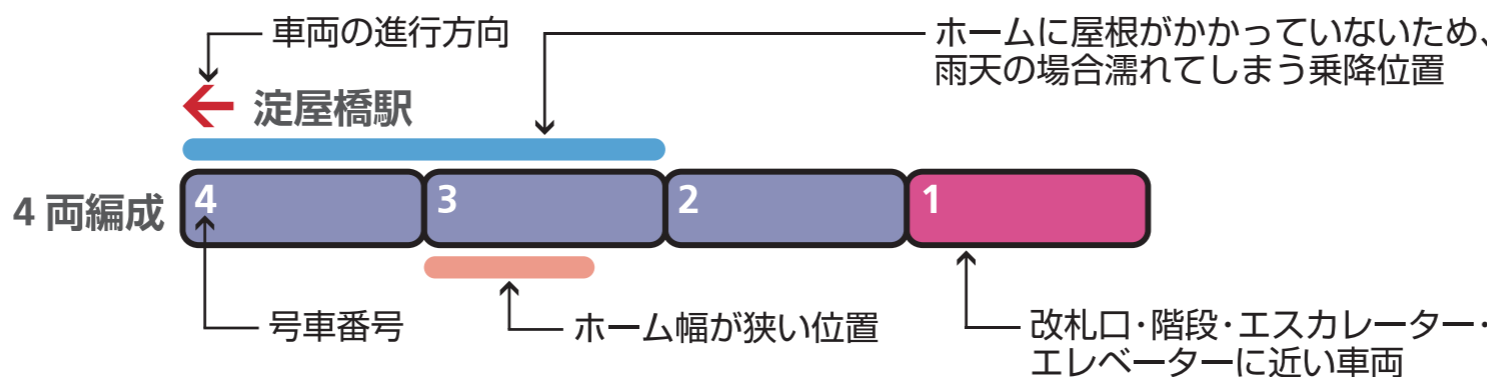 車両の進行方向
ホームに屋根がかかっていないため、
雨天の場合濡れてしまう乗降位置
淀屋橋駅
4 両編成
4
3
2
1
号車番号
ホーム幅が狭い位置
改札口・階段・エスカレーター・
エレベーターに近い車両